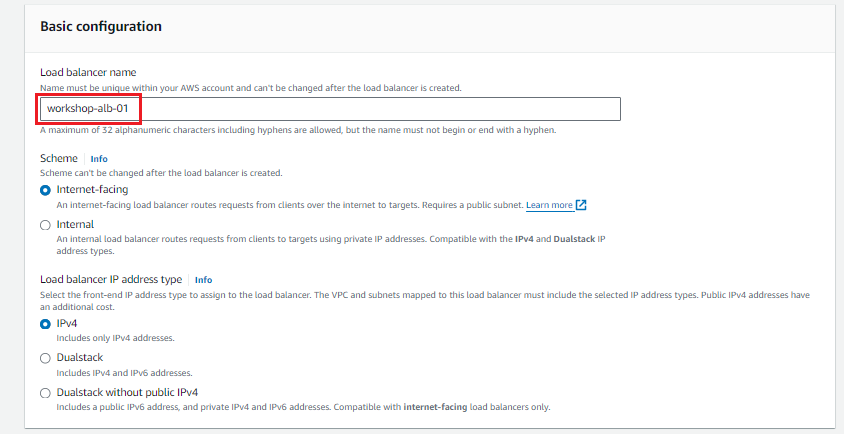 Basic configuration
Load balancer name
Name must be unique within your AWS account and can't be changed after the load balancer is created.
workshop-alb-01
A maximum of 32 alphanumeric characters including hyphens are allowed, but the name must not begin or end with a hyphen.
Scheme Info
Scheme can't be changed after the load balancer is created.
Internet-facing
An internet-facing load balancer routes requests from clients over the internet to targets. Requires a public subnet. Learn more
Internal
An internal load balancer routes requests from clients to targets using private IP addresses. Compatible with the IPv4 and Dualstack IP
address types.
Load balancer IP address type Info
Select the front-end IP address type to assign to the load balancer. The VPC and subnets mapped to this load balancer must include the selected IP address types. Public IPv4 addresses have
an additional cost.
IPv4
Includes only IPv4 addresses.
Dualstack
Includes IPv4 and IPv6 addresses.
Dualstack without public IPv4
Includes a public IPv6 address, and private IPv4 and IPv6 addresses. Compatible with internet-facing load balancers only.